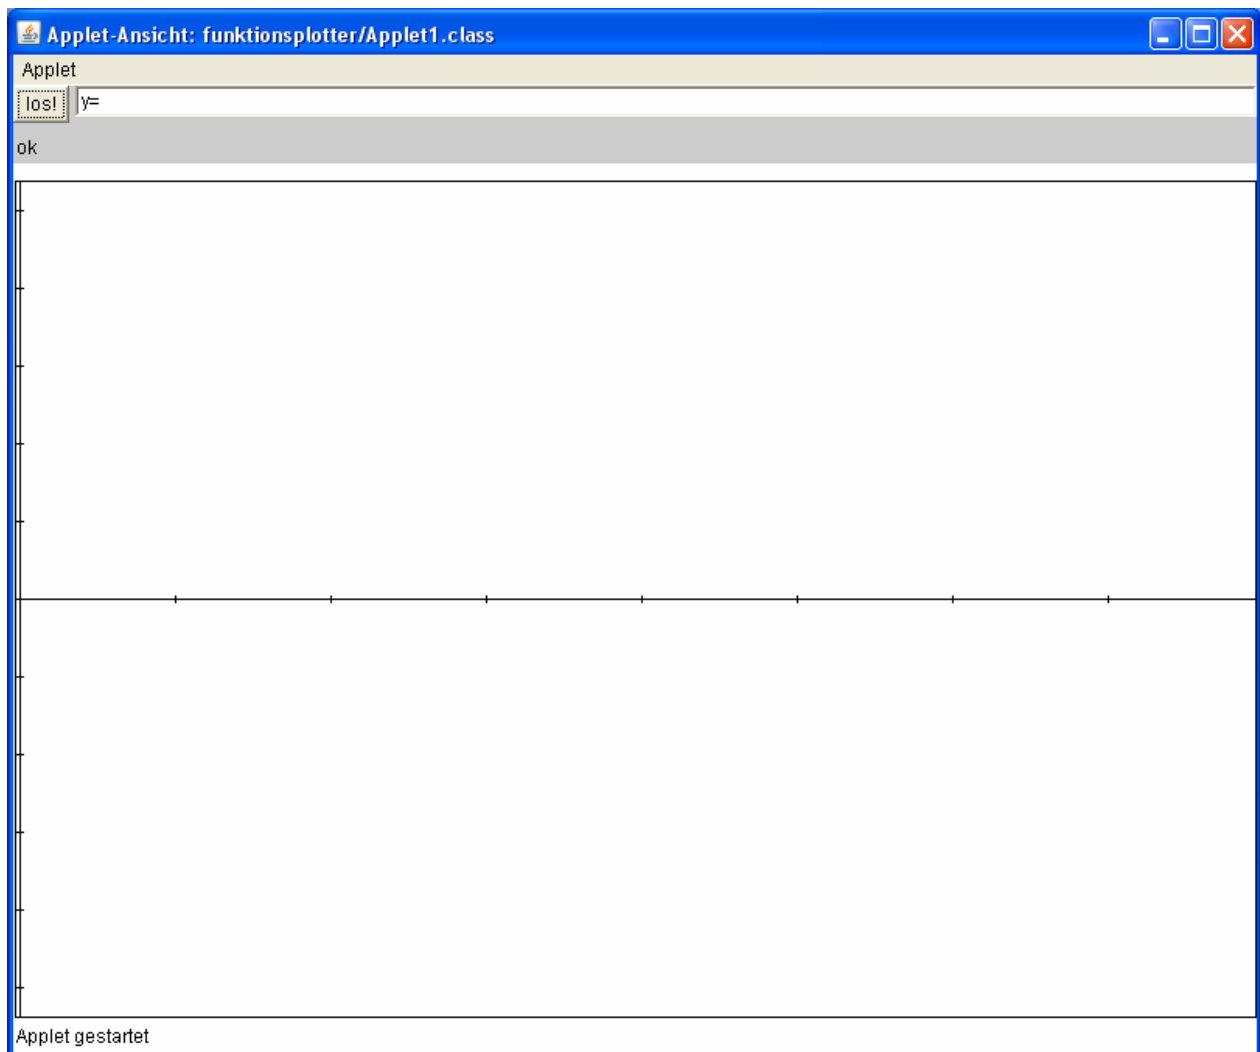 Applet-Ansicht: funktionsplotter/Applet1.class
Applet
los! y=
ok
Applet gestartet